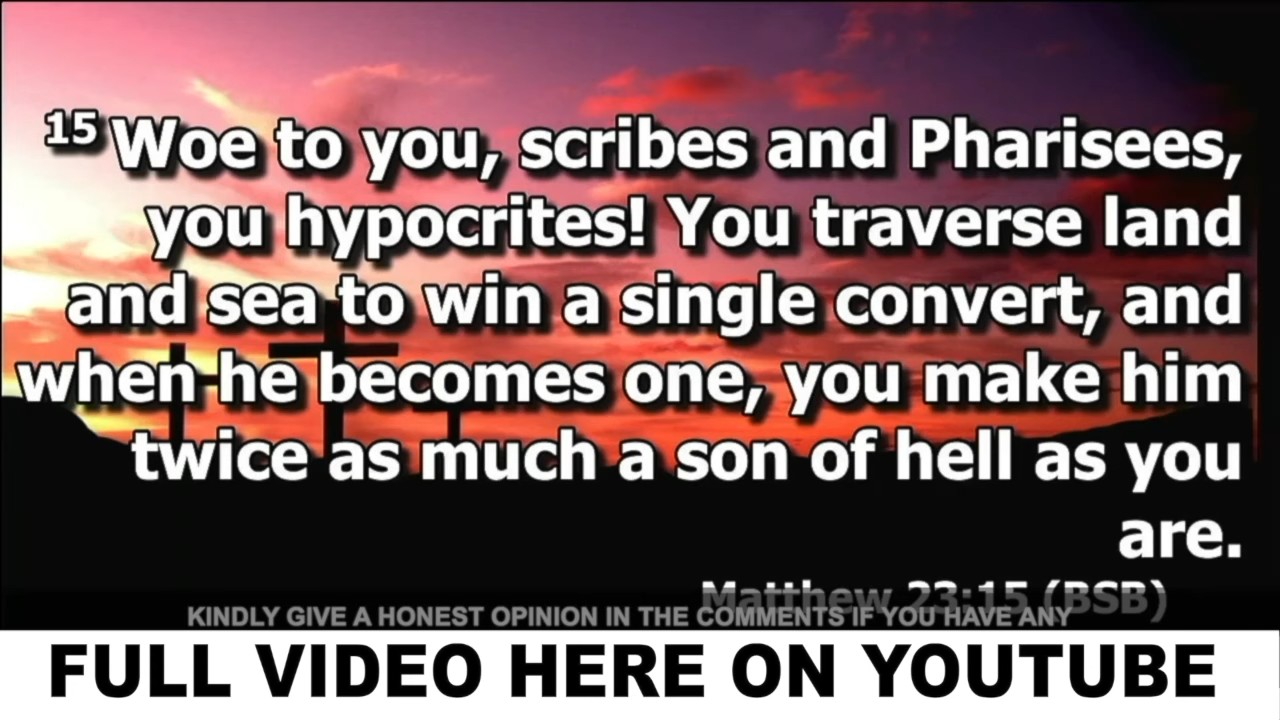 15 Woe to you, scribes and Pharisees,
you hypocrites! You traverse land
and sea to win a single convert, and
when he becomes one, you make him
twice as much a son of hell as you
are.
Matthew 23:15 (BSB)
KINDLY GIVE A HONEST OPINION IN THE COMMENTS IF YOU HAVE ANY
FULL VIDEO HERE ON YOUTUBE